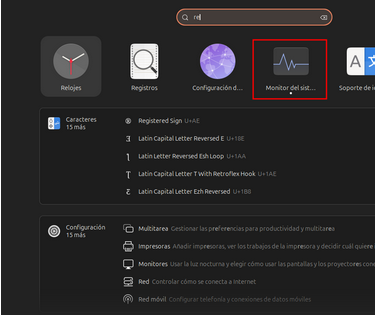 re
Relojes
Registros
Configuración d...
Monitor del sist...
Soporte de i
Caracteres
15 más
Registered Sign U+AE
Latin Capital Letter Reversed E U+18E
Latin Letter Reversed Esh Loop U+1AA
Latin Capital Letter T With Retroflex Hook U+1AE
Latin Capital Letter Ezh Reversed U+1B8
Configuración
15 más
Multitarea Gestionar las preferencias para productividad y multitarea
Impresoras Añadir impresoras, ver los trabajos de la impresora y decidir cuál quiere
Monitores Usar la luz nocturna y elegir cómo usar las pantallas y los proyectores
Red Controlar cómo se conecta a Internet
Red móvil Configurar telefonía y conexiones de datos móviles